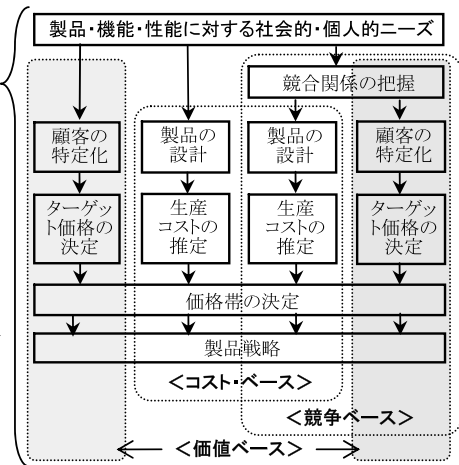 製品・機能・性能に対する社会的・個人的ニーズ
競合関係の把握
顧客の
特定化
製品の
設計
製品の
設計
顧客の
特定化
ターゲッ
ト価格の
決定
生産
コストの
推定
生産
コストの
推定
ターゲッ
ト価格の
決定
価格帯の決定
製品戦略
<コスト・ベース>
<競争ベース>
<価値ベース>